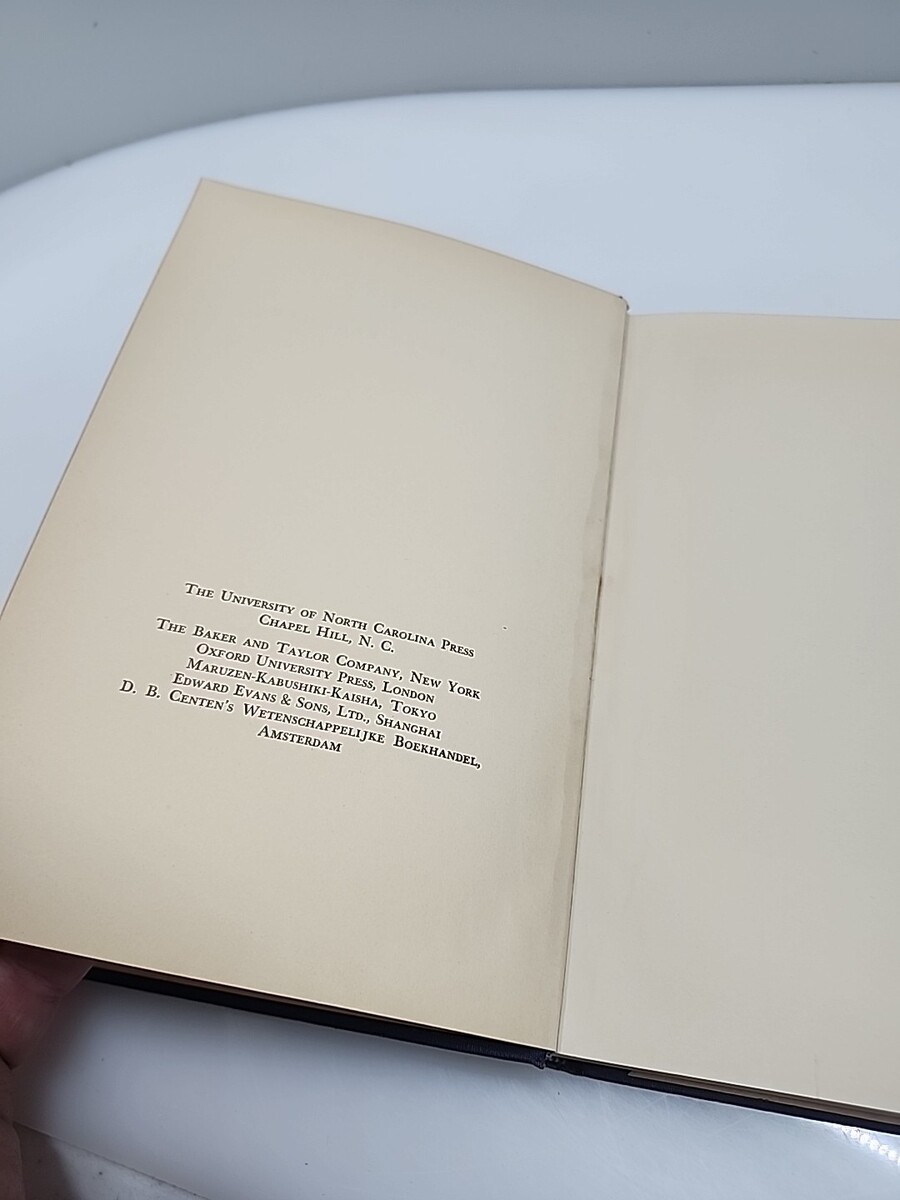 The University of North Carolina Press
Chapel Hill, N. C.
The Baker and Taylor Company, New York
Oxford University Press, London
Maruzen-Kabushiki-Kaisha, Tokyo
Edward Evans & Sons, Ltd., Shanghai
D. B. Centen's Wetenschappelijke Boekhandel,
Amsterdam